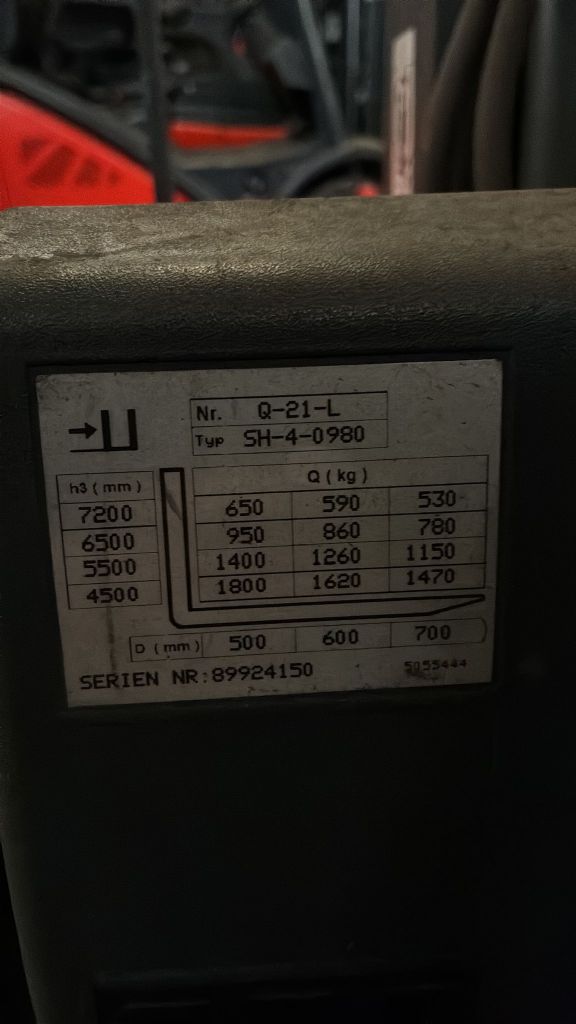 Nr. Q-21-L
Typ SH-4-0980
h3 (mm) Q (kg)
7200 650 590 530
6500 950 860 780
5500 1400 1260 1150
4500 1800 1620 1470
D (mm) 500 600 700
SERIEN NR:89924150 5055444